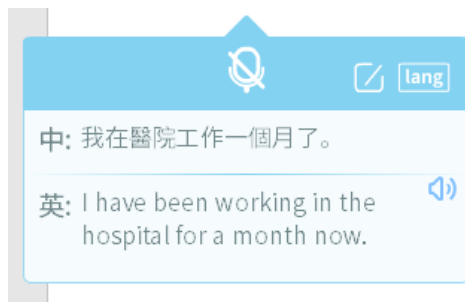 lang
中: 我在醫院工作一個月了。
英: I have been working in the
hospital for a month now.